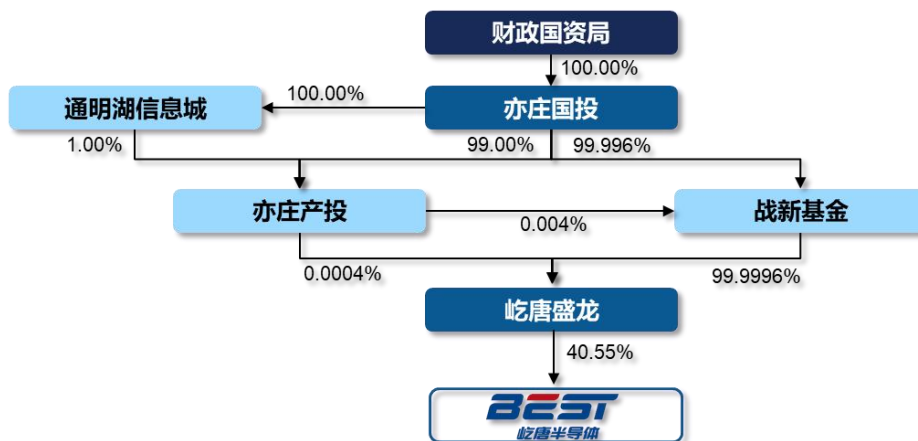 财政国资局
100.00%
通明湖信息城
100.00%
亦庄国投
1.00%
99.00%
99.996%
亦庄产投
0.004%
战新基金
0.0004%
99.9996%
屹唐盛龙
40.55%
BEST
屹唐半导体